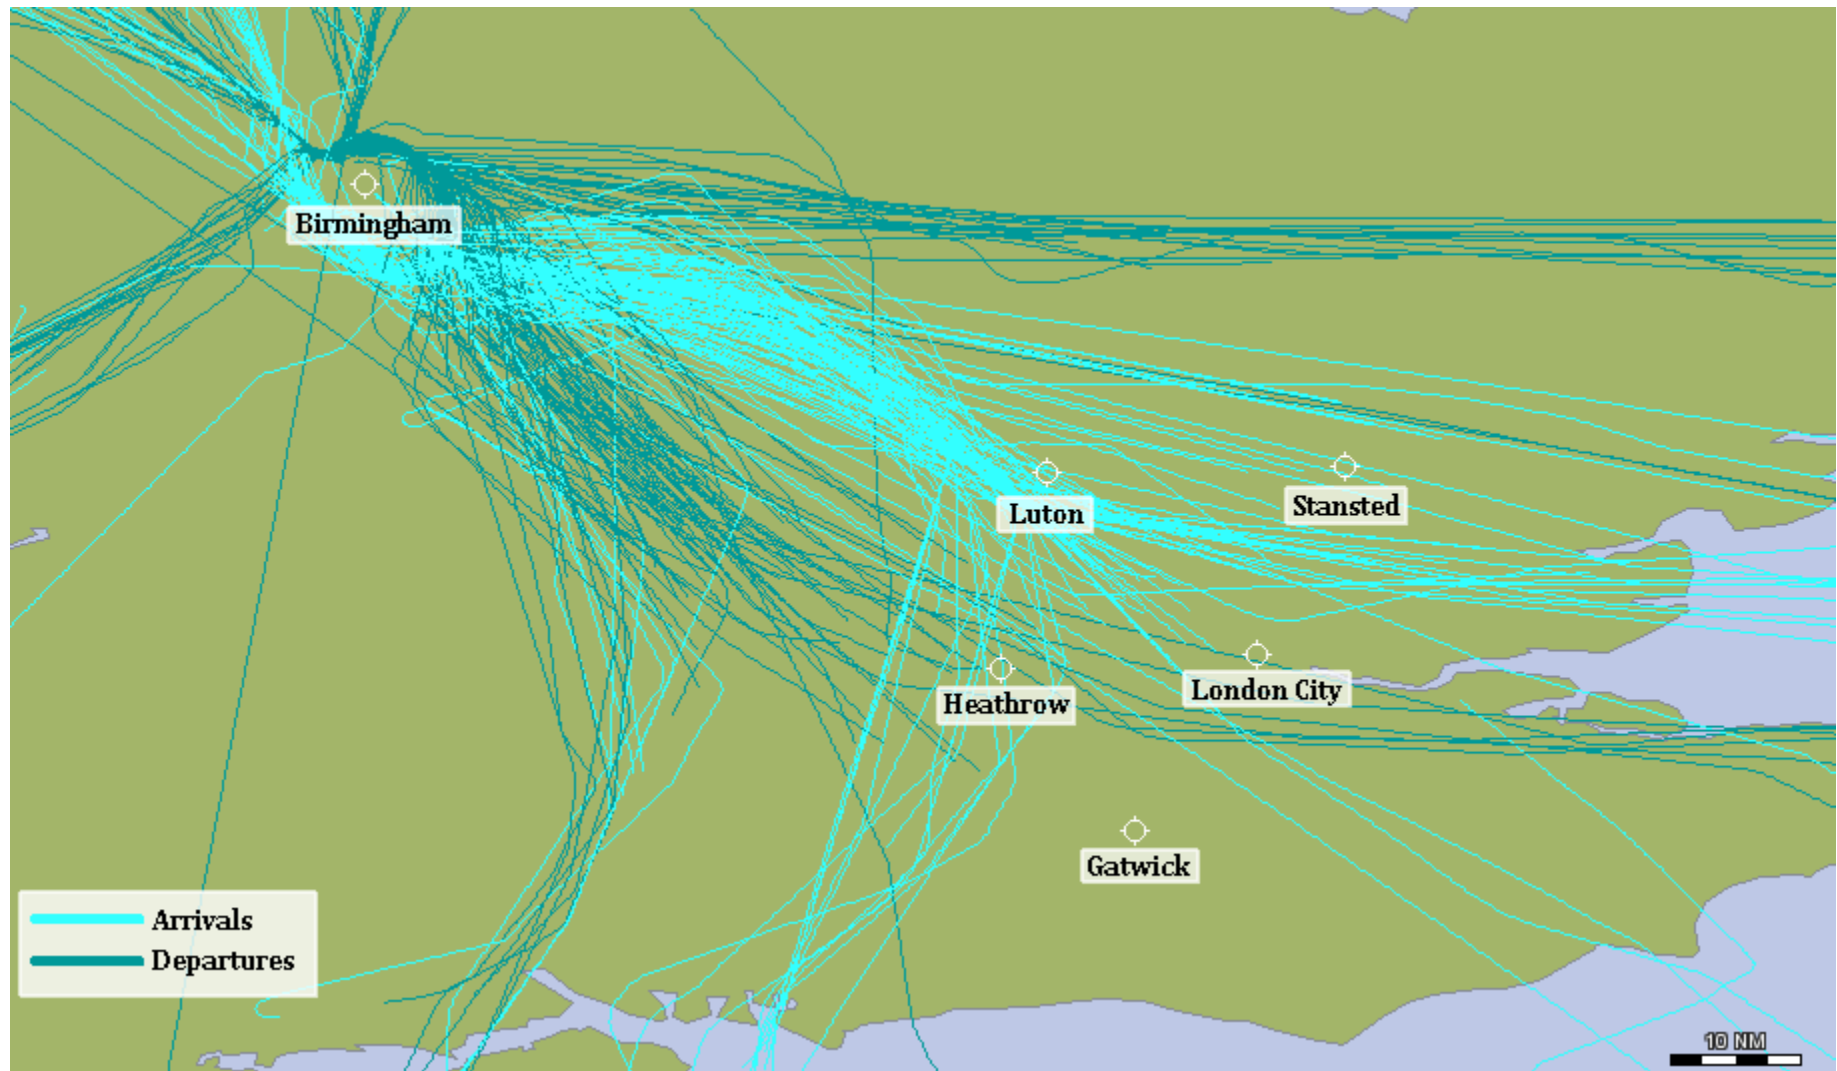 Birmingham
Luton
Stansted
Heathrow
London City
Gatwick
Arrivals
Departures
10 NM